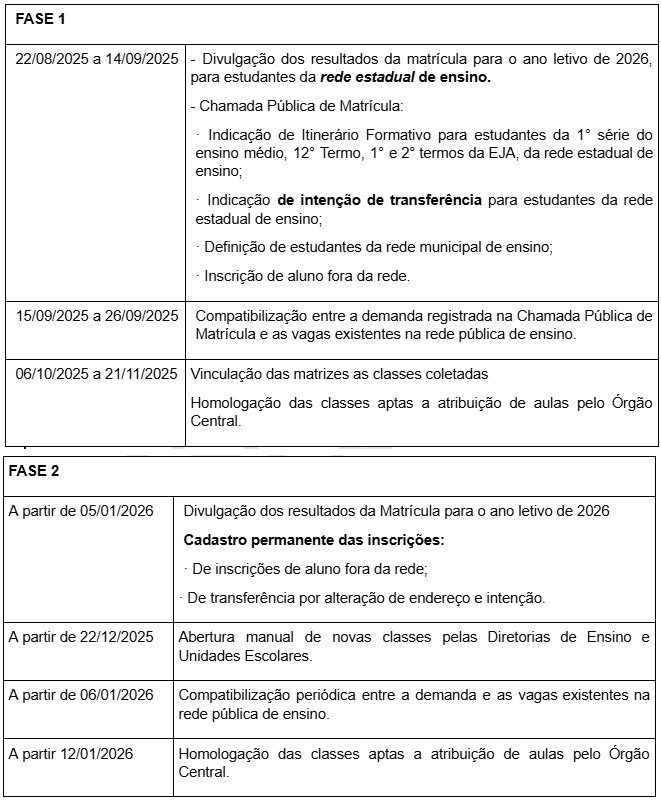 FASE 1
22/08/2025 a 14/09/2025
- Divulgação dos resultados da matrícula para o ano letivo de 2026,
para estudantes da rede estadual de ensino.
- Chamada Pública de Matrícula:
· Indicação de Itinerário Formativo para estudantes da 1° série do
ensino médio, 12° Termo, 1° e 2° termos da EJA, da rede estadual de
ensino;
· Indicação de intenção de transferência para estudantes da rede
estadual de ensino;
· Definição de estudantes da rede municipal de ensino;
· Inscrição de aluno fora da rede.
15/09/2025 a 26/09/2025
Compatibilização entre a demanda registrada na Chamada Pública de
Matrícula e as vagas existentes na rede pública de ensino.
06/10/2025 a 21/11/2025
Vinculação das matrizes as classes coletadas
Homologação das classes aptas a atribuição de aulas pelo Órgão
Central.
FASE 2
A partir de 05/01/2026
Divulgação dos resultados da Matrícula para o ano letivo de 2026
Cadastro permanente das inscrições:
· De inscrições de aluno fora da rede;
· De transferência por alteração de endereço e intenção.
A partir de 22/12/2025
Abertura manual de novas classes pelas Diretorias de Ensino e
Unidades Escolares.
A partir de 06/01/2026
Compatibilização periódica entre a demanda e as vagas existentes na
rede pública de ensino.
A partir 12/01/2026
Homologação das classes aptas a atribuição de aulas pelo Órgão
Central.